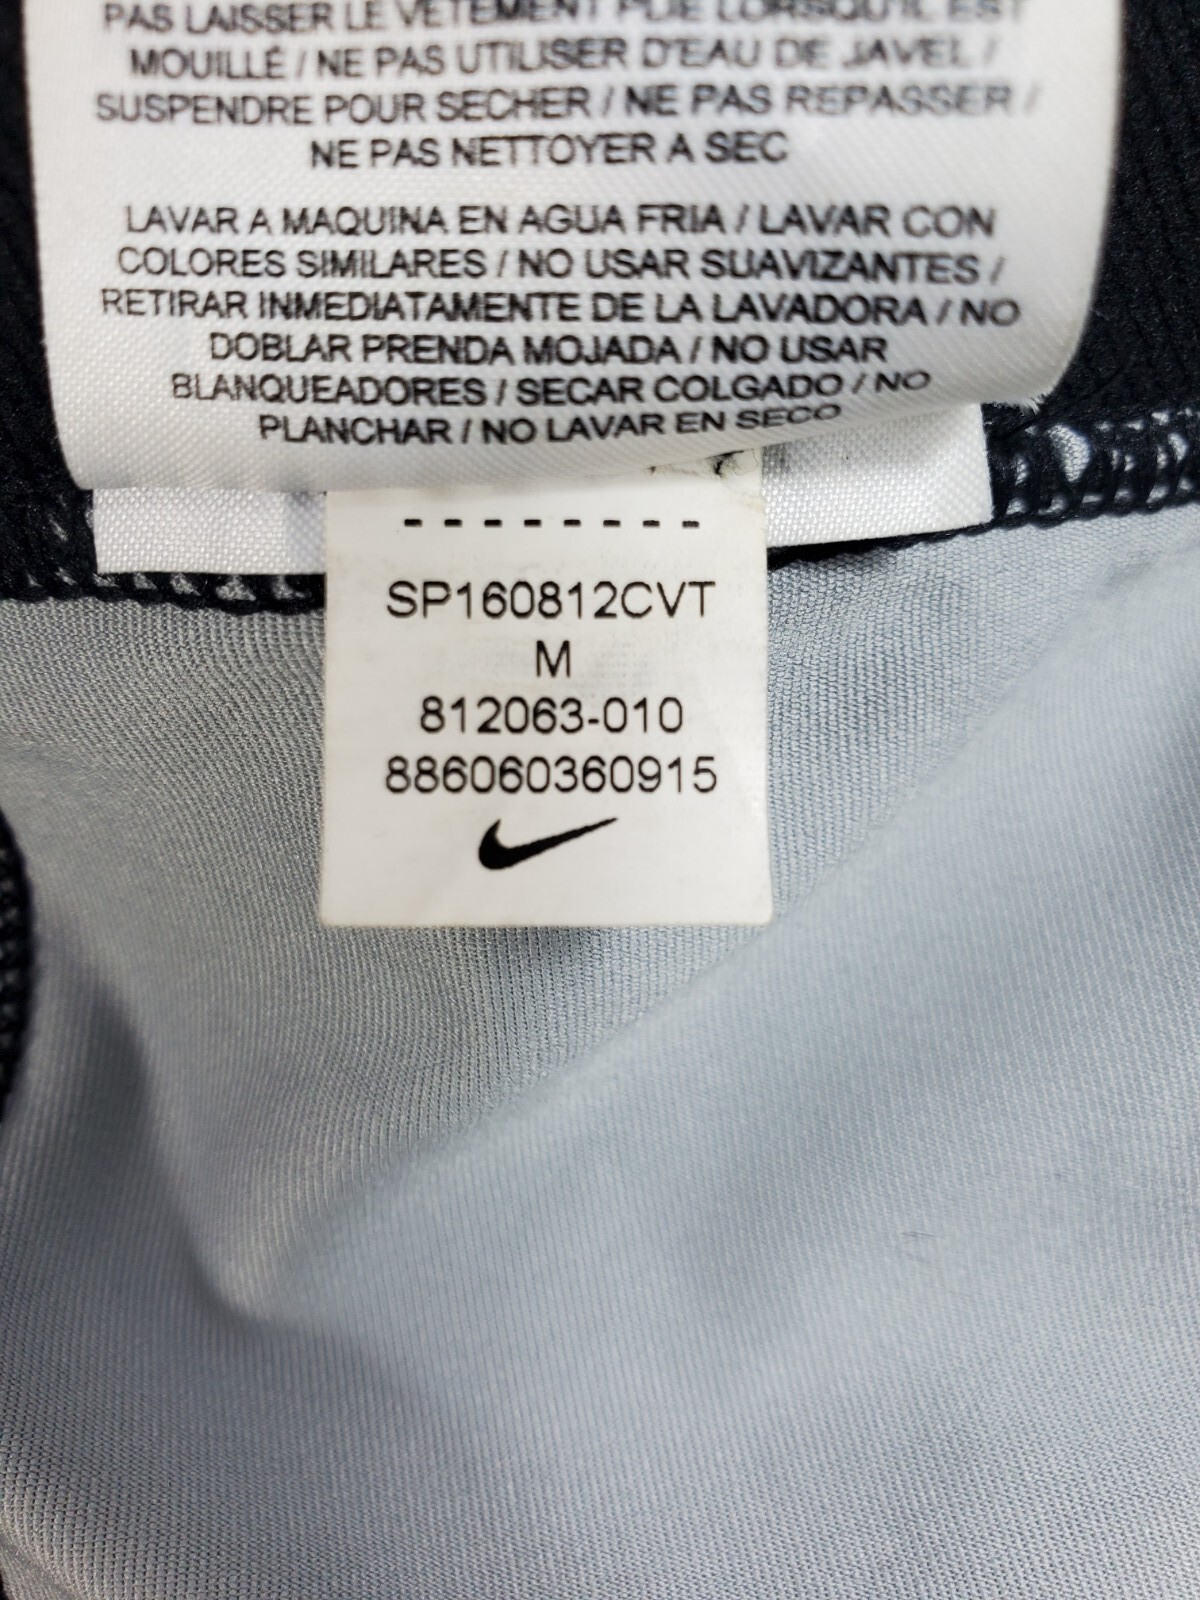 PAS LAISSER LE VETEMENT PLIE LORSQU'IL EST
MOUILLÉ / NE PAS UTILISER D'EAU DE JAVEL /
SUSPENDRE POUR SECHER / NE PAS REPASSER /
NE PAS NETTOYER A SEC
LAVAR A MAQUINA EN AGUA FRIA / LAVAR CON
COLORES SIMILARES / NO USAR SUAVIZANTES /
RETIRAR INMEDIATAMENTE DE LA LAVADORA / NO
DOBLAR PRENDA MOJADA / NO USAR
BLANQUEADORES / SECAR COLGADO / NO
PLANCHAR / NO LAVAR EN SECO
--------
SP160812CVT
M
812063-010
886060360915